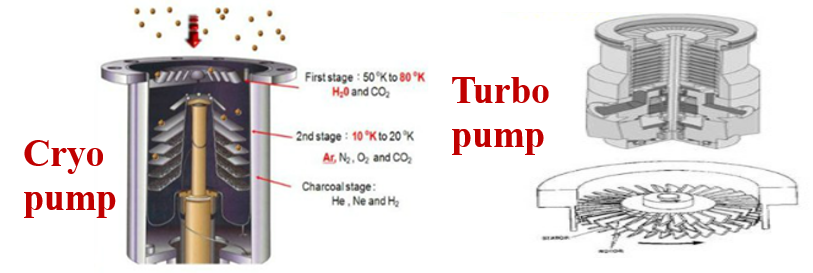 First stage : 50 °K to 80 °K
H20 and CO2
2nd stage : 10 °K to 20 °K
Ar, N2 , O2 and CO2
Charcoal stage :
He , Ne and H2
Cryo
pump
Turbo
pump